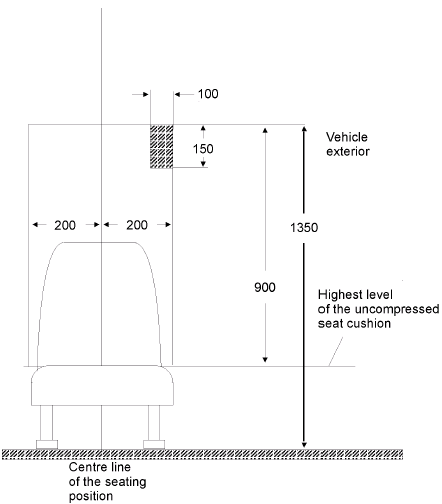 100
150
Vehicle
exterior
200
200
1350
900
Highest level
of the uncompressed
seat cushion
Centre line
of the seating
position